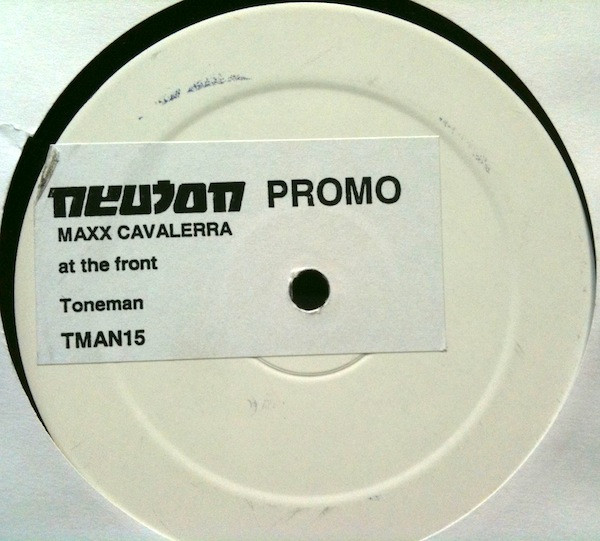 neuton PROMO
MAXX CAVALERRA
at the front
Toneman
TMAN15